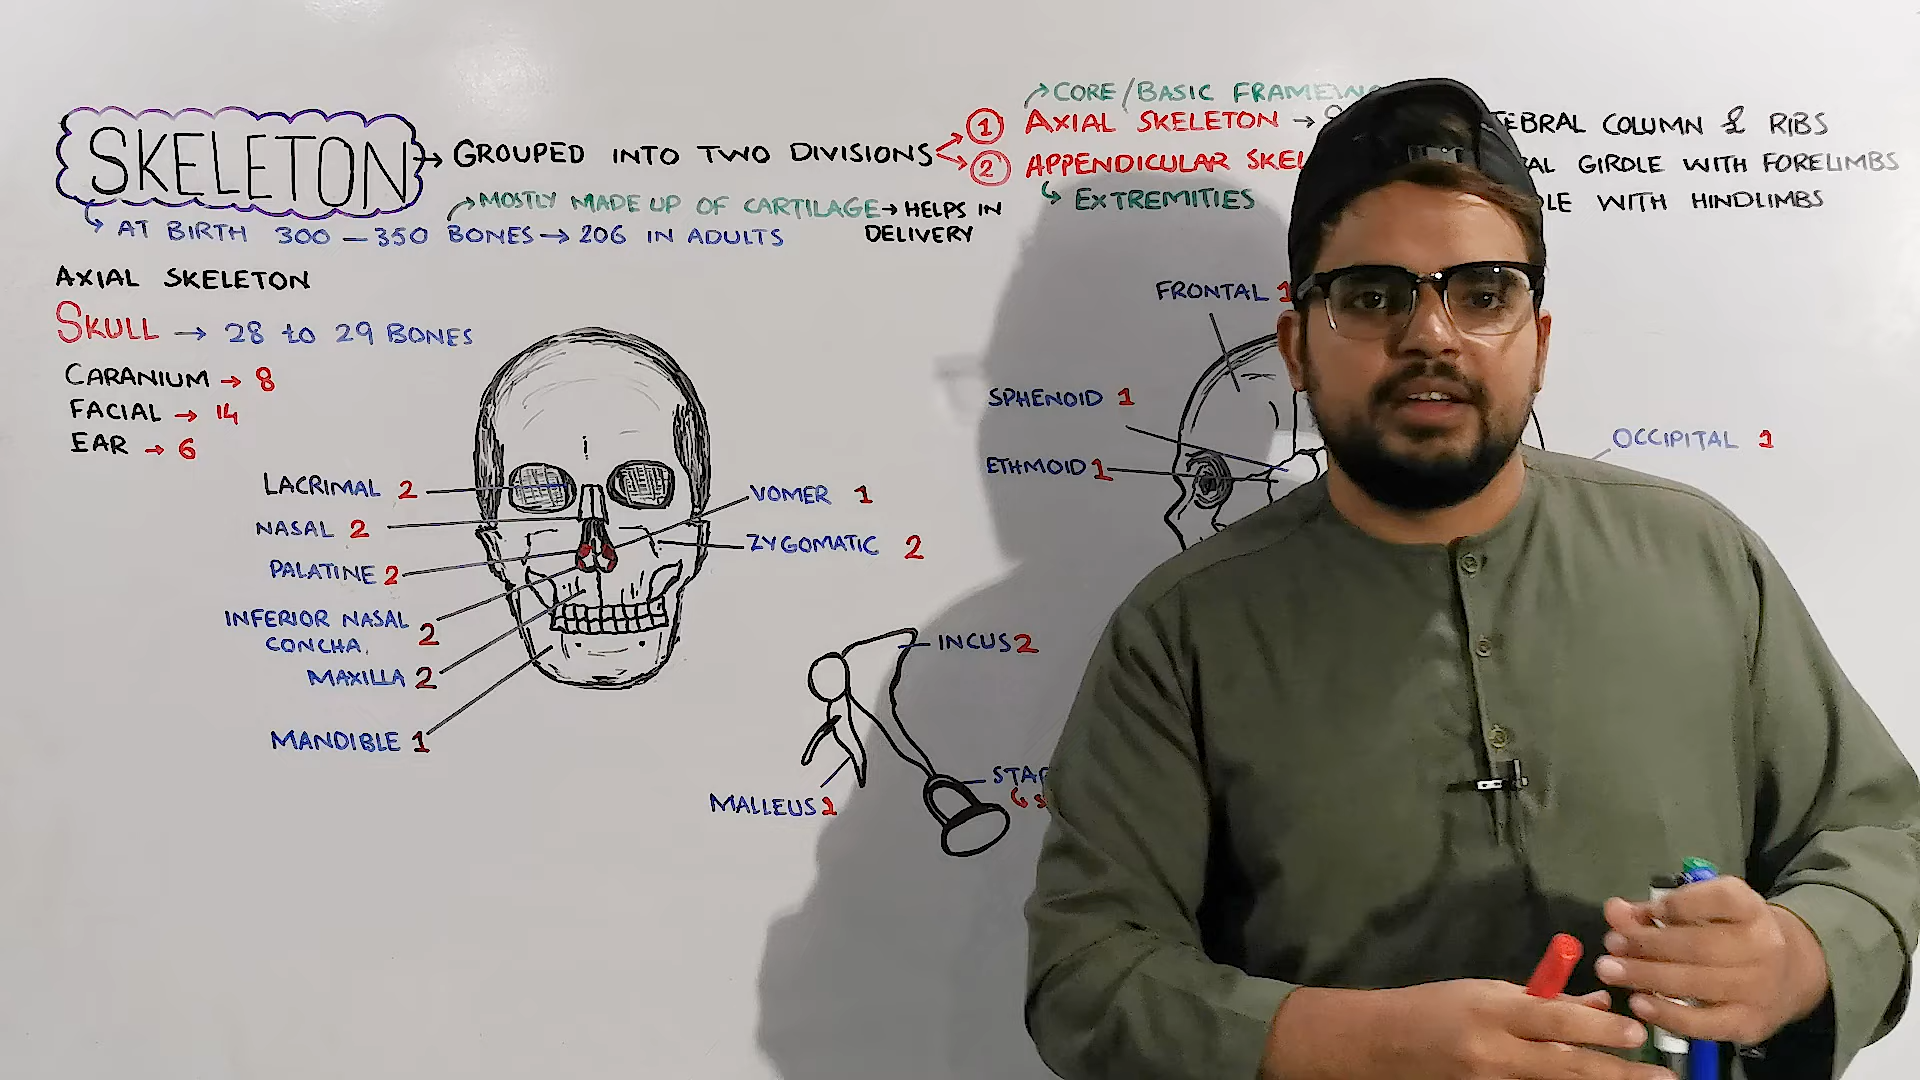 CORE/BASIC
SKELETON → GROUPED INTO TWO DIVISIONS
① AXIAL SKELETON → COLUMN & RIBS
② APPENDICULAR GIRDLE WITH FORELIMBS
EXTREMITIES WITH HINDLIMBS
MOSTLY MADE UP OF CARTILAGE → HELPS IN
DELIVERY
AT BIRTH 300 – 350 BONES → 206 IN ADULTS
AXIAL SKELETON
SKULL → 28 to 29 BONES
CARANIUM → 8
FACIAL → 14
EAR → 6
LACRIMAL 2
NASAL 2
PALATINE 2
INFERIOR NASAL
CONCHA, 2
MAXILLA 2
MANDIBLE 1
VOMER 1
ZYGOMATIC 2
INCUS 2
MALLEUS 2
FRONTAL 1
SPHENOID 1
ETHMOID 1
OCCIPITAL 1